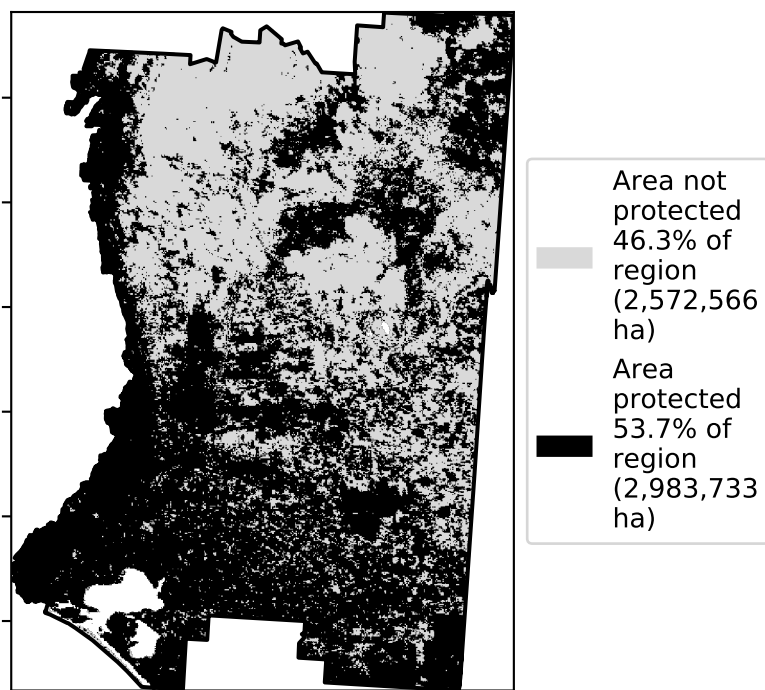 Area not
protected
46.3% of
region
(2,572,566
ha)
Area
protected
53.7% of
region
(2,983,733
ha)